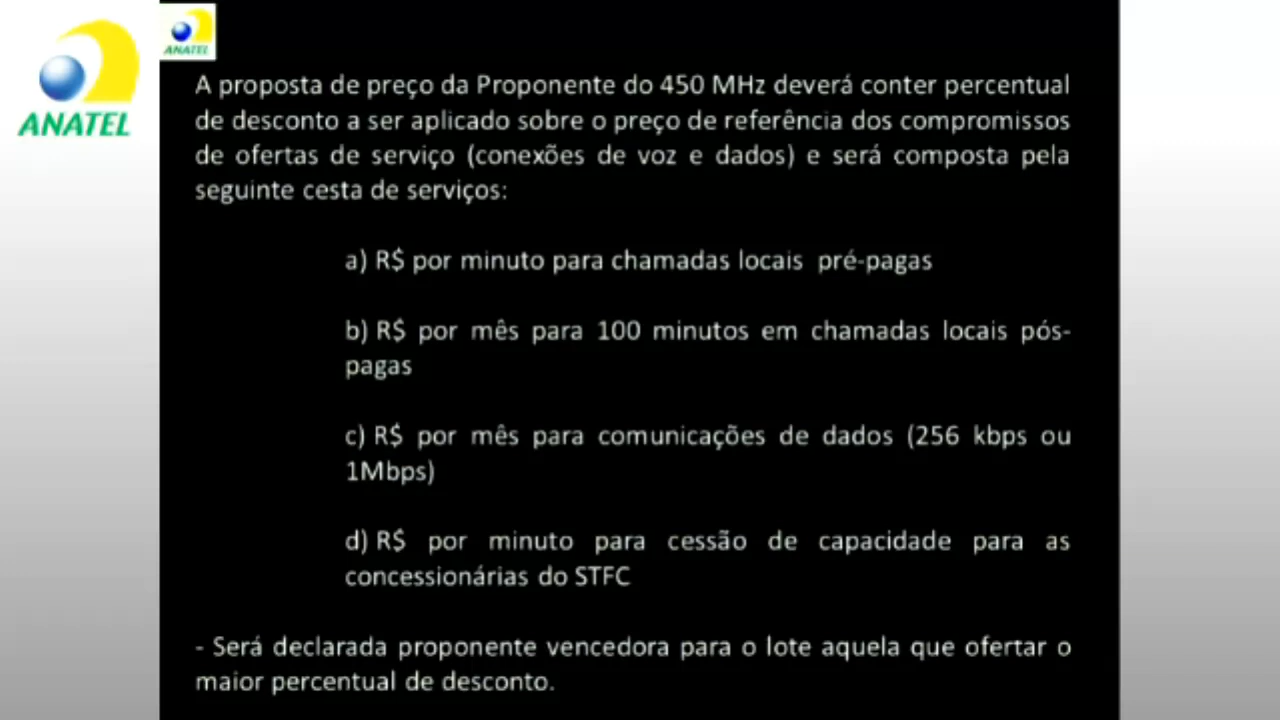 ANATEL
ANATEL
A proposta de preço da Proponente do 450 MHz deverá conter percentual
de desconto a ser aplicado sobre o preço de referência dos compromissos
de ofertas de serviço (conexões de voz e dados) e será composta pela
seguinte cesta de serviços:
a) R$ por minuto para chamadas locais pré-pagas
b) R$ por mês para 100 minutos em chamadas locais pós-
pagas
c) R$ por mês para comunicações de dados (256 kbps ou
1Mbps)
d) R$ por minuto para cessão de capacidade para as
concessionárias do STFC
- Será declarada proponente vencedora para o lote aquela que ofertar o
maior percentual de desconto.